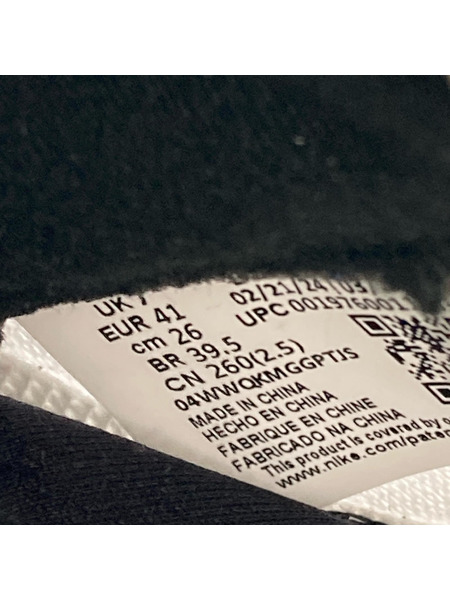 UK 7
02/21/24 03/
EUR 41
UPC 001976001
cm 26
BR 39.5
CN 260(2.5)
04WWQKMGGPTJS
MADE IN CHINA
HECHO EN CHINA
FABRIQUE EN CHINE
FABRICADO NA CHINA
This product is covered by
www.nike.com/paten